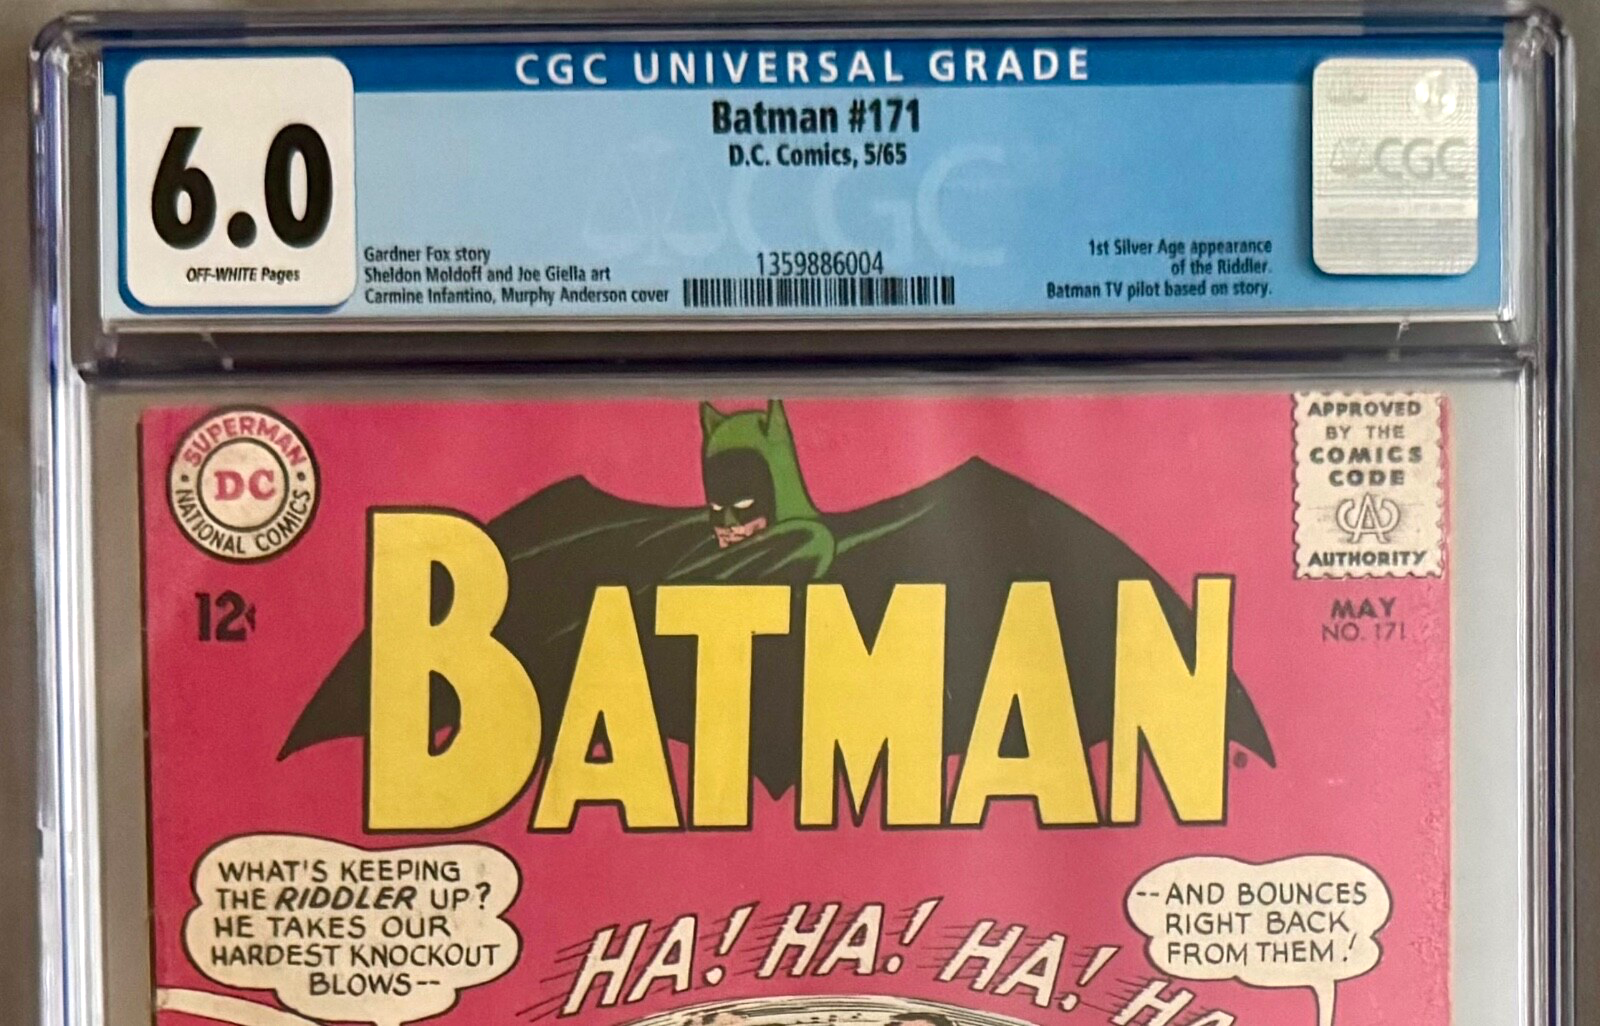 CGC UNIVERSAL GRADE
6.0
OFF-WHITE Pages
Batman #171
D.C. Comics, 5/65
Gardner Fox story
Sheldon Moldoff and Joe Giella art
Carmine Infantino, Murphy Anderson cover
1359886004
1st Silver Age appearance
of the Riddler.
Batman TV pilot based on story.
CGC
CGC
SUPERMAN
DC
NATIONAL COMICS
12¢
APPROVED
BY THE
COMICS
CODE
CA
AUTHORITY
MAY
NO. 171
BATMAN
WHAT'S KEEPING
THE RIDDLER UP?
HE TAKES OUR
HARDEST KNOCKOUT
BLOWS--
HA! HA! HA! HA
--AND BOUNCES
RIGHT BACK
FROM THEM!